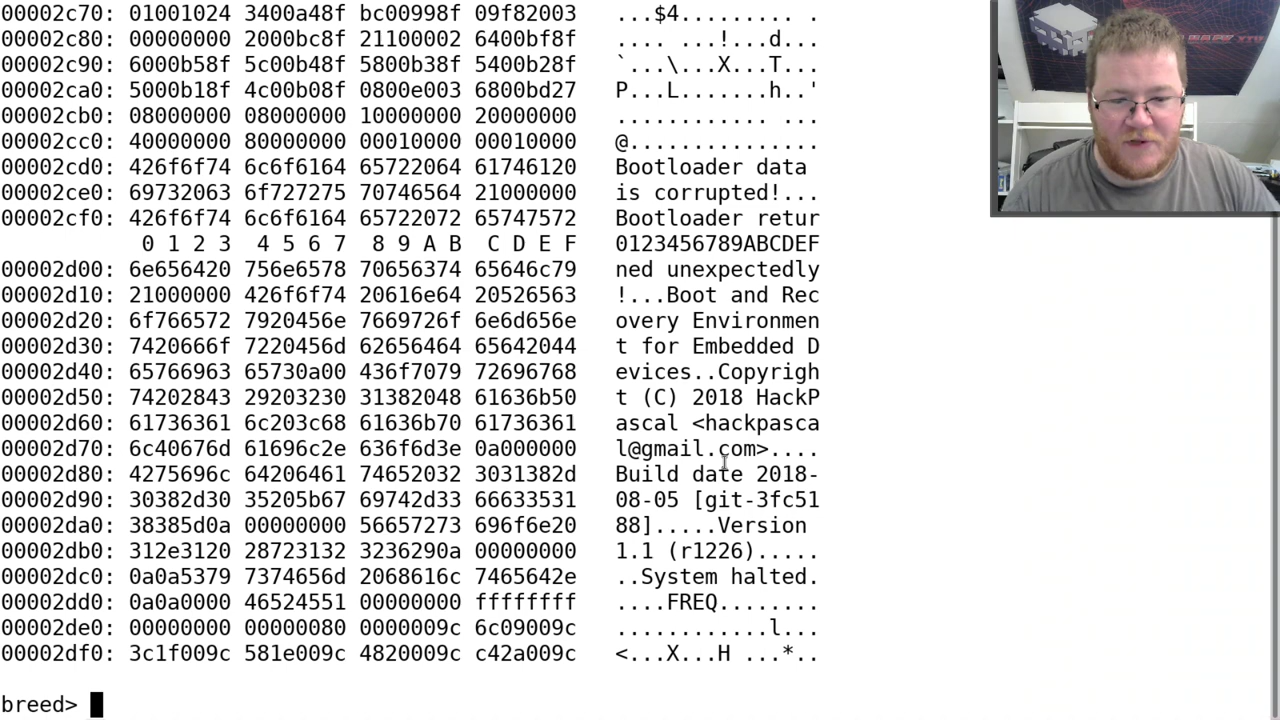 00002c70: 01001024 3400a48f bc00998f 09f82003   ...$4......... .
00002c80: 00000000 2000bc8f 21100002 6400bf8f   .... ...!...d...
00002c90: 6000b58f 5c00b48f 5800b38f 5400b28f   `...\...X...T...
00002ca0: 5000b18f 4c00b08f 0800e003 6800bd27   P...L.......h..'
00002cb0: 08000000 08000000 10000000 20000000   ............ ...
00002cc0: 40000000 80000000 00010000 00010000   @...............
00002cd0: 426f6f74 6c6f6164 65722064 61746120   Bootloader data
00002ce0: 69732063 6f727275 70746564 21000000   is corrupted!...
00002cf0: 426f6f74 6c6f6164 65722072 65747572   Bootloader retur
0 1 2 3  4 5 6 7  8 9 A B  C D E F   0123456789ABCDEF
00002d00: 6e656420 756e6578 70656374 65646c79   ned unexpectedly
00002d10: 21000000 426f6f74 20616e64 20526563   !...Boot and Rec
00002d20: 6f766572 7920456e 7669726f 6e6d656e   overy Environmen
00002d30: 7420666f 7220456d 62656464 65642044   t for Embedded D
00002d40: 65766963 65730a00 436f7079 72696768   evices..Copyrigh
00002d50: 74202843 29203230 31382048 61636b50   t (C) 2018 HackP
00002d60: 61736361 6c203c68 61636b70 61736361   ascal <hackpasca
00002d70: 6c40676d 61696c2e 636f6d3e 0a000000   l@gmail.com>....
00002d80: 4275696c 64206461 74652032 3031382d   Build date 2018-
00002d90: 30382d30 35205b67 69742d33 66633531   08-05 [git-3fc51
00002da0: 38385d0a 00000000 56657273 696f6e20   88].....Version
00002db0: 312e3120 28723132 3236290a 00000000   1.1 (r1226).....
00002dc0: 0a0a5379 7374656d 2068616c 7465642e   ..System halted.
00002dd0: 0a0a0000 46524551 00000000 ffffffff   ....FREQ........
00002de0: 00000000 00000080 0000009c 6c09009c   ............l...
00002df0: 3c1f009c 581e009c 4820009c c42a009c   <...X...H ...*..
breed>